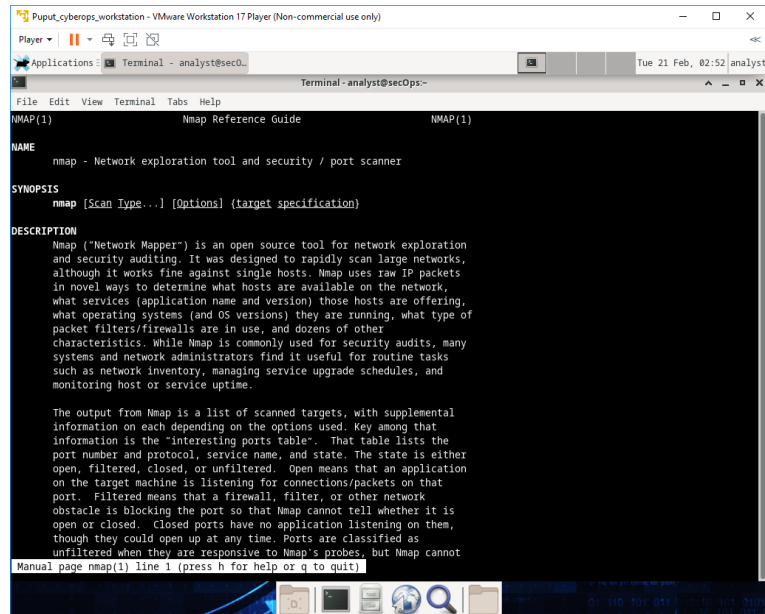 Puput_cyberops_workstation - VMware Workstation 17 Player (Non-commercial use only)
Player
Applications Terminal - analyst@secO... Tue 21 Feb, 02:52 analyst
Terminal - analyst@secOps:~
File Edit View Terminal Tabs Help
NMAP(1) Nmap Reference Guide NMAP(1)
NAME
nmap - Network exploration tool and security / port scanner
SYNOPSIS
nmap [Scan Type...] [Options] {target specification}
DESCRIPTION
Nmap (“Network Mapper”) is an open source tool for network exploration
and security auditing. It was designed to rapidly scan large networks,
although it works fine against single hosts. Nmap uses raw IP packets
in novel ways to determine what hosts are available on the network,
what services (application name and version) those hosts are offering,
what operating systems (and OS versions) they are running, what type of
packet filters/firewalls are in use, and dozens of other
characteristics. While Nmap is commonly used for security audits, many
systems and network administrators find it useful for routine tasks
such as network inventory, managing service upgrade schedules, and
monitoring host or service uptime.
The output from Nmap is a list of scanned targets, with supplemental
information on each depending on the options used. Key among that
information is the “interesting ports table”. That table lists the
port number and protocol, service name, and state. The state is either
open, filtered, closed, or unfiltered. Open means that an application
on the target machine is listening for connections/packets on that
port. Filtered means that a firewall, filter, or other network
obstacle is blocking the port so that Nmap cannot tell whether it is
open or closed. Closed ports have no application listening on them,
though they could open up at any time. Ports are classified as
unfiltered when they are responsive to Nmap's probes, but Nmap cannot
Manual page nmap(1) line 1 (press h for help or q to quit)